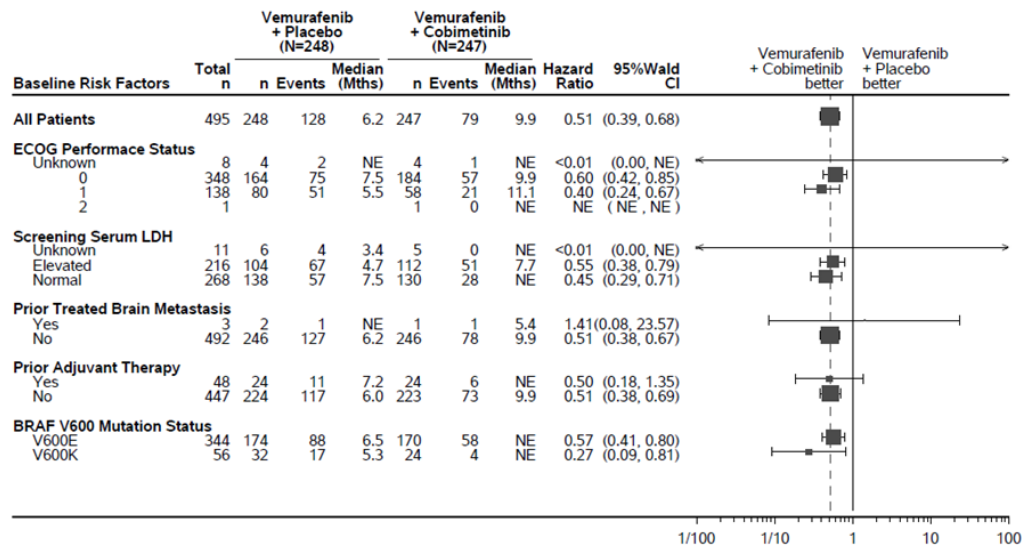 Vemurafenib + Placebo (N=248) Vemurafenib + Cobimetinib (N=247)
Vemurafenib + Cobimetinib better Vemurafenib + Placebo better
Baseline Risk Factors Total n n Events Median (Mths) n Events Median (Mths) Hazard Ratio 95%Wald CI
All Patients 495 248 128 6.2 247 79 9.9 0.51 (0.39, 0.68)
ECOG Performace Status
Unknown 8 4 2 NE 4 1 NE <0.01 (0.00, NE)
0 348 164 75 7.5 184 57 9.9 0.60 (0.42, 0.85)
1 138 80 51 5.5 58 21 11.1 0.40 (0.24, 0.67)
2 1 1 0 NE NE ( NE , NE )
Screening Serum LDH
Unknown 11 6 4 3.4 5 0 NE <0.01 (0.00, NE)
Elevated 216 104 67 4.7 112 51 7.7 0.55 (0.38, 0.79)
Normal 268 138 57 7.5 130 28 NE 0.45 (0.29, 0.71)
Prior Treated Brain Metastasis
Yes 3 2 1 NE 1 1 5.4 1.41(0.08, 23.57)
No 492 246 127 6.2 246 78 9.9 0.51 (0.38, 0.67)
Prior Adjuvant Therapy
Yes 48 24 11 7.2 24 6 NE 0.50 (0.18, 1.35)
No 447 224 117 6.0 223 73 9.9 0.51 (0.38, 0.69)
BRAF V600 Mutation Status
V600E 344 174 88 6.5 170 58 NE 0.57 (0.41, 0.80)
V600K 56 32 17 5.3 24 4 NE 0.27 (0.09, 0.81)
1/100 1/10 1 10 100